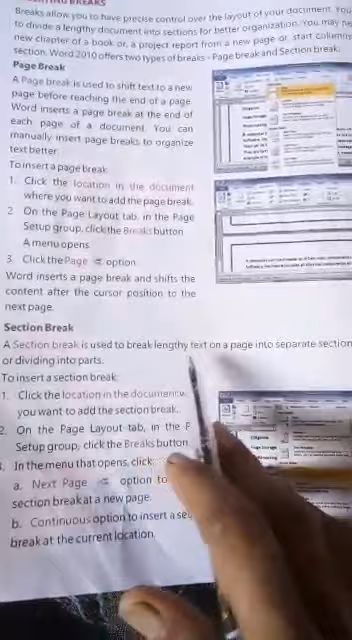 BREAKS
Breaks allow you to have precise control over the layout of your document. You
to divide a lengthy document into sections for better organization. You may ne
new chapter of a book or, a project report from a new page or start column
section. Word 2010 offers two types of breaks - Page break and Section break.
Page Break
A Page break is used to shift text to a new
page before reaching the end of a page.
Word inserts a page break at the end of
each page of a document. You can
manually insert page breaks to organize
text better.
To insert a page break
1. Click the location in the document
where you want to add the page break.
2 On the Page Layout tab, in the Page
Setup group, click the Breaks button
A menu opens
3. Click the Page option.
Word inserts a page break and shifts the
content after the cursor position to the
next page.
Section Break
A Section break is used to break lengthy text on a page into separate section
or dividing into parts.
To insert a section break
1. Click the location in the document
you want to add the section break.
2. On the Page Layout tab, in the P
Setup group, click the Breaks button
In the menu that opens, click
a. Next Page option to
section break at a new page.
b. Continuous option to insert a sec
break at the current location.